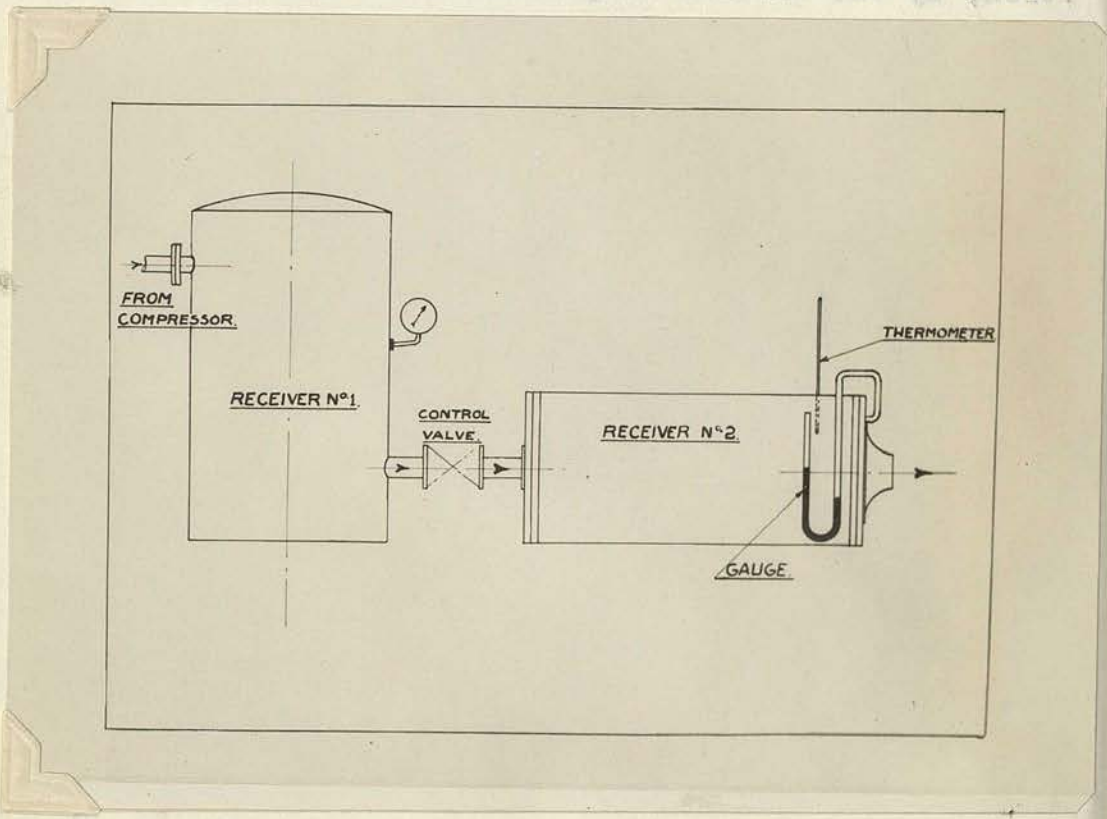 FROM
COMPRESSOR.
RECEIVER Nº1.
CONTROL
VALVE.
RECEIVER Nº2.
THERMOMETER
GAUGE.